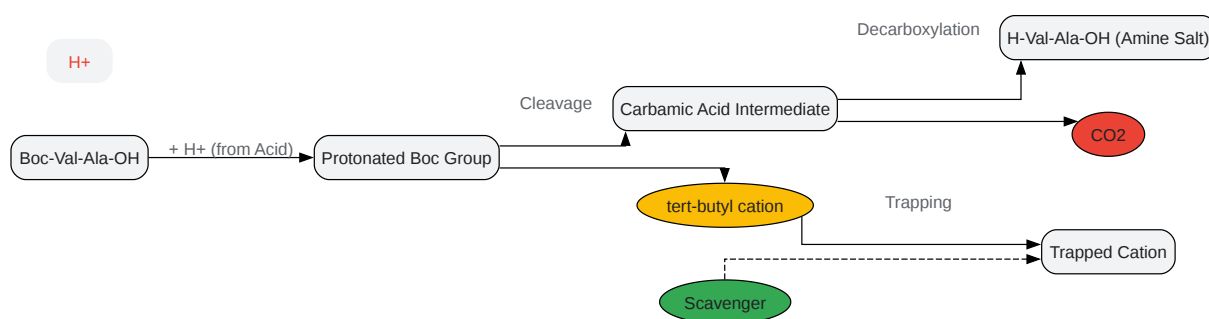 H+
Boc-Val-Ala-OH
+ H+ (from Acid)
Protonated Boc Group
Cleavage
Carbamic Acid Intermediate
Decarboxylation
H-Val-Ala-OH (Amine Salt)
CO2
tert-butyl cation
Trapping
Trapped Cation
Scavenger